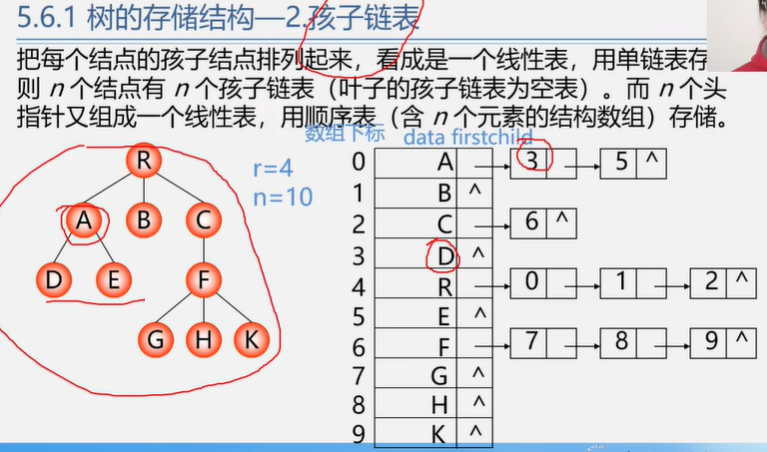 5.6.1 树的存储结构—2.孩子链表
把每个结点的孩子结点排列起来，看成是一个线性表，用单链表存
则 n 个结点有 n 个孩子链表（叶子的孩子链表为空表）。而 n 个头
指针又组成一个线性表，用顺序表（含 n 个元素的结构数组）存储。
数组下标 data firstchild
R
A B C
D E F
G H K
r=4
n=10
0 A 3 5 ^
1 B ^
2 C 6 ^
3 D ^
4 R 0 1 2 ^
5 E ^
6 F 7 8 9 ^
7 G ^
8 H ^
9 K ^